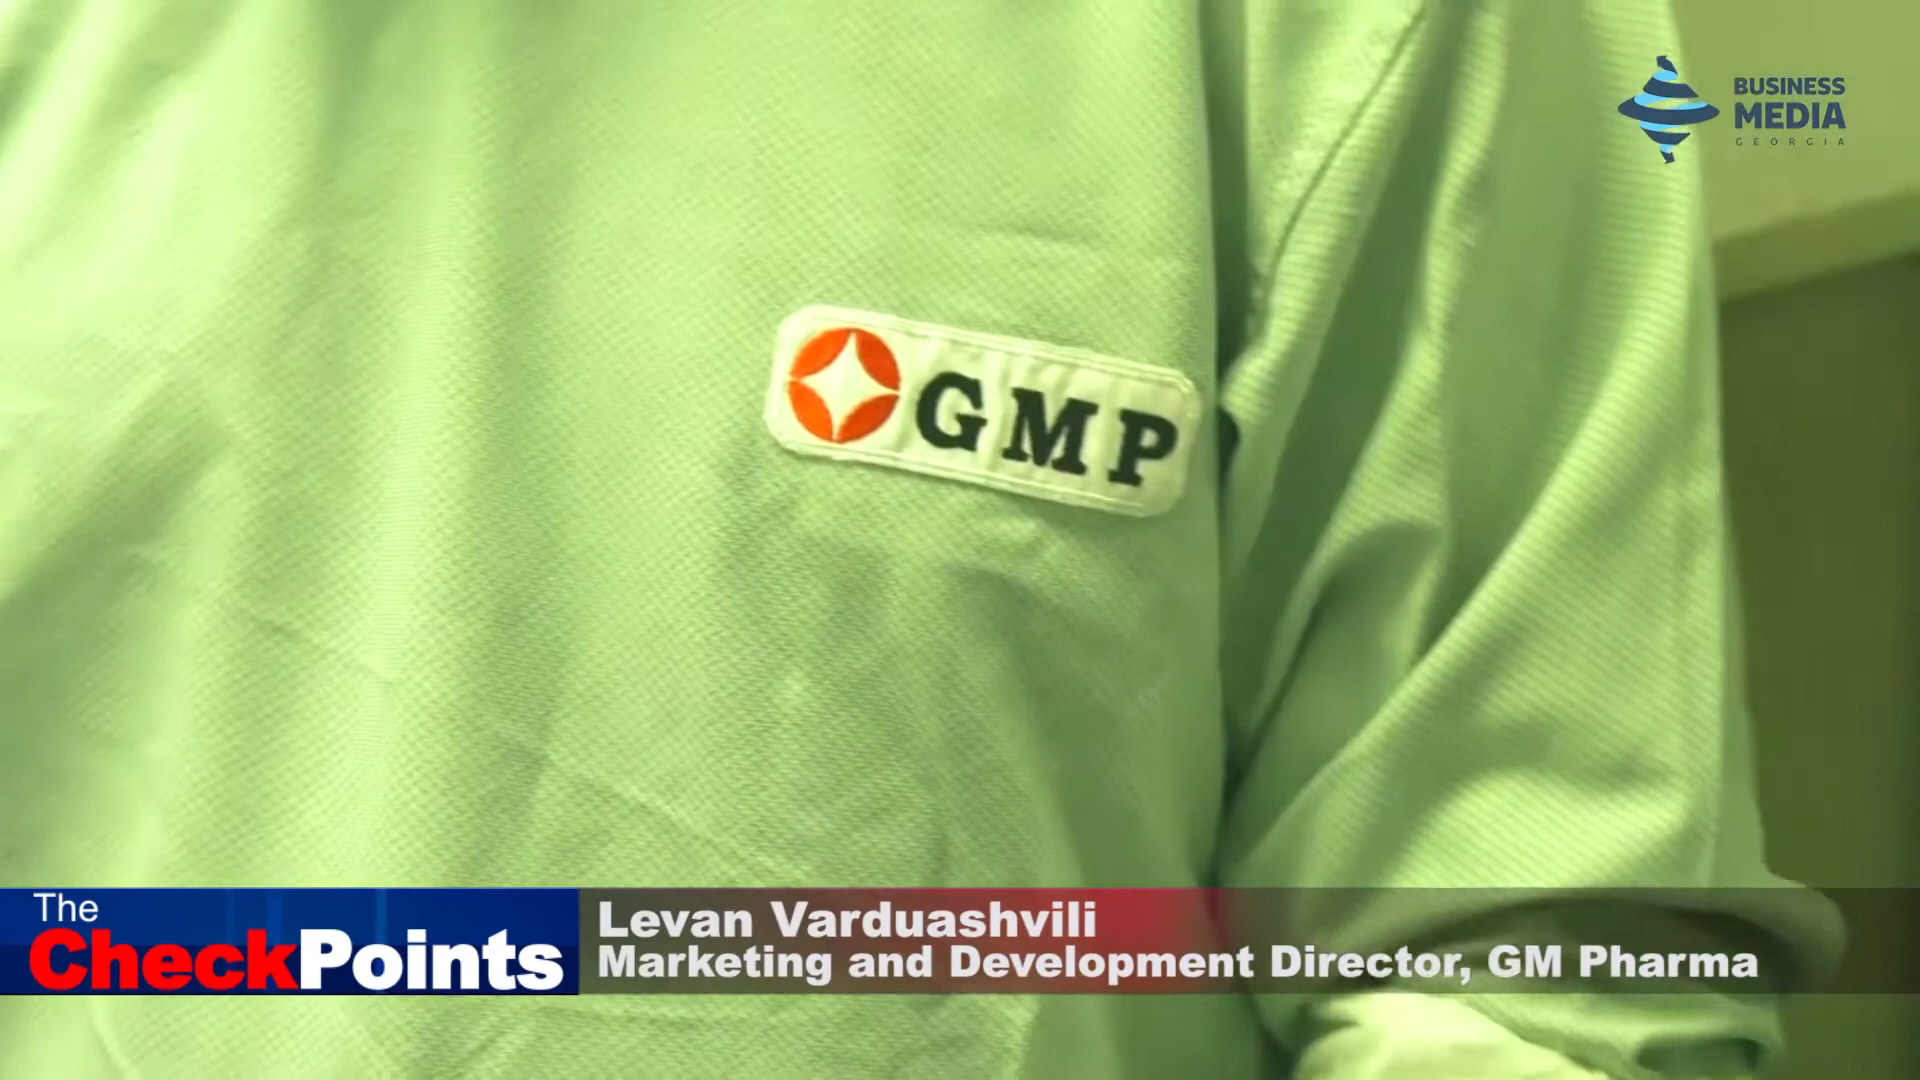 BUSINESS
MEDIA
GEORGIA
GMP
The
CheckPoints
Levan Varduashvili
Marketing and Development Director, GM Pharma